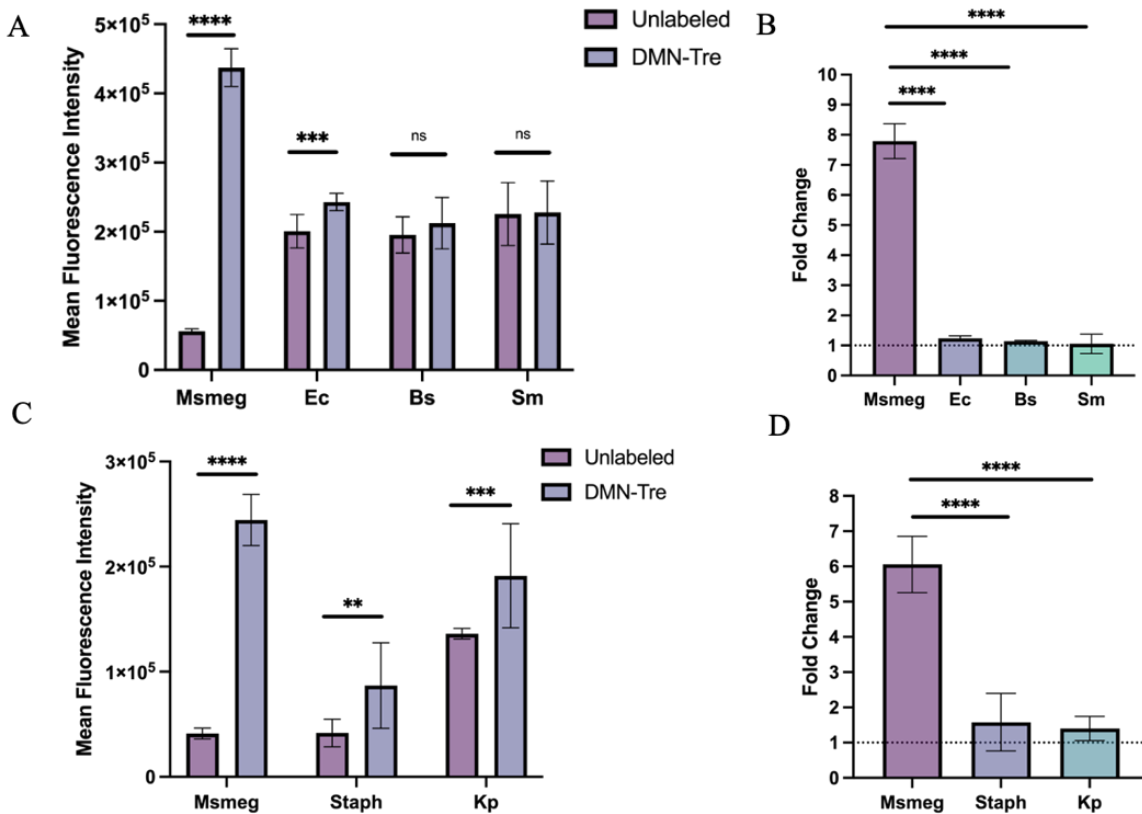 A
Mean Fluorescence Intensity
5×10⁵
4×10⁵
3×10⁵
2×10⁵
1×10⁵
0
****
***
ns
ns
Msmeg
Ec
Bs
Sm
Unlabeled
DMN-Tre
B
Fold Change
10
9
8
7
6
5
4
3
2
1
0
****
****
****
Msmeg
Ec
Bs
Sm
C
Mean Fluorescence Intensity
3×10⁵
2×10⁵
1×10⁵
0
****
**
***
Msmeg
Staph
Kp
Unlabeled
DMN-Tre
D
Fold Change
8
7
6
5
4
3
2
1
0
****
****
Msmeg
Staph
Kp